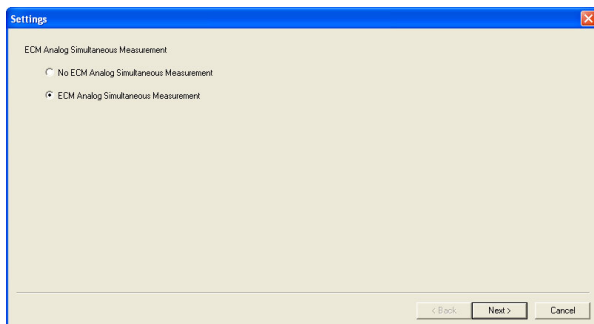 Settings
ECM Analog Simultaneous Measurement
No ECM Analog Simultaneous Measurement
ECM Analog Simultaneous Measurement
< Back Next > Cancel